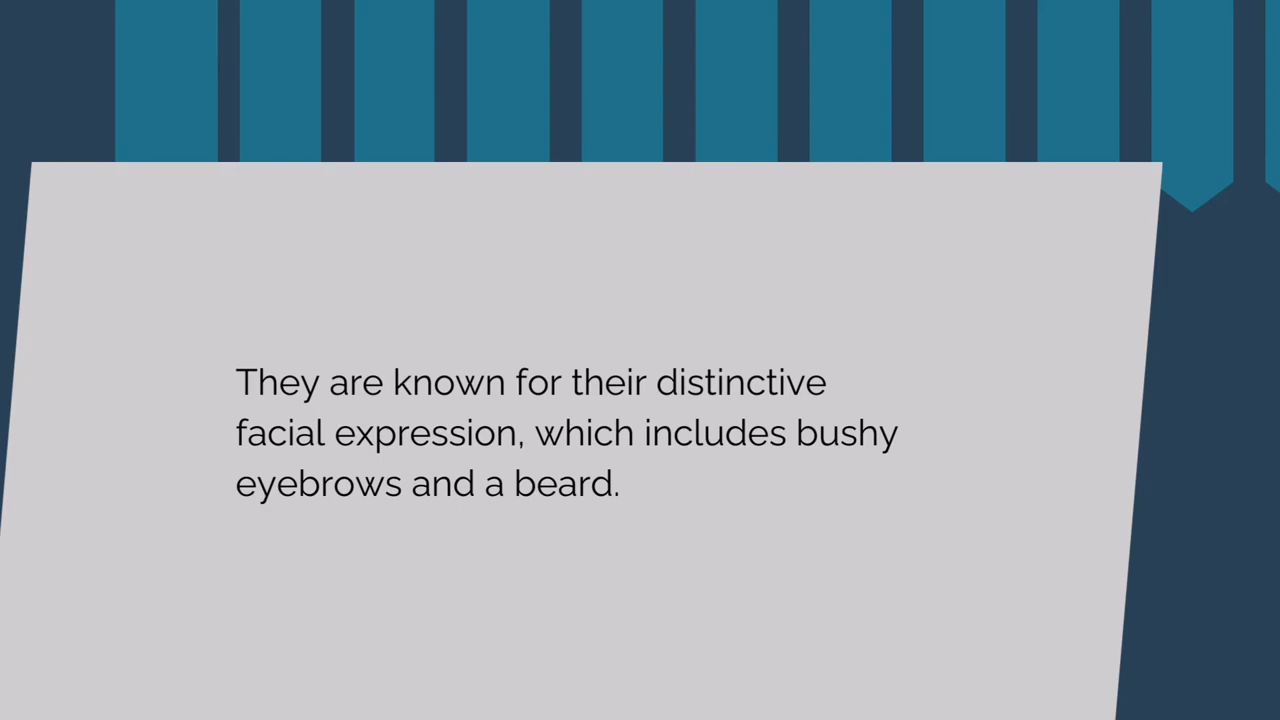 They are known for their distinctive
facial expression, which includes bushy
eyebrows and a beard.